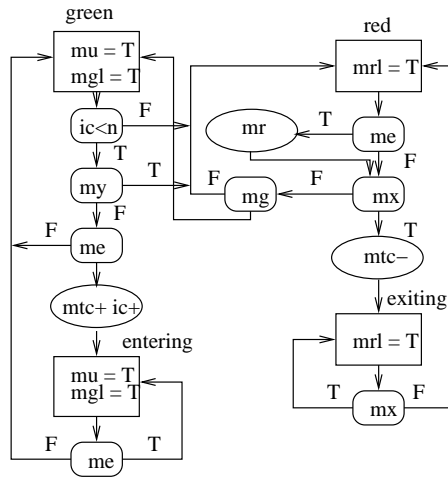 green
mu = T
mgl = T
F
ic<n
T
my
T
F
F
me
mtc+ ic+
entering
mu = T
mgl = T
F
me
T
red
mrl = T
mr
T
me
F
F
mg
F
mx
T
mtc−
exiting
mrl = T
T
mx
F